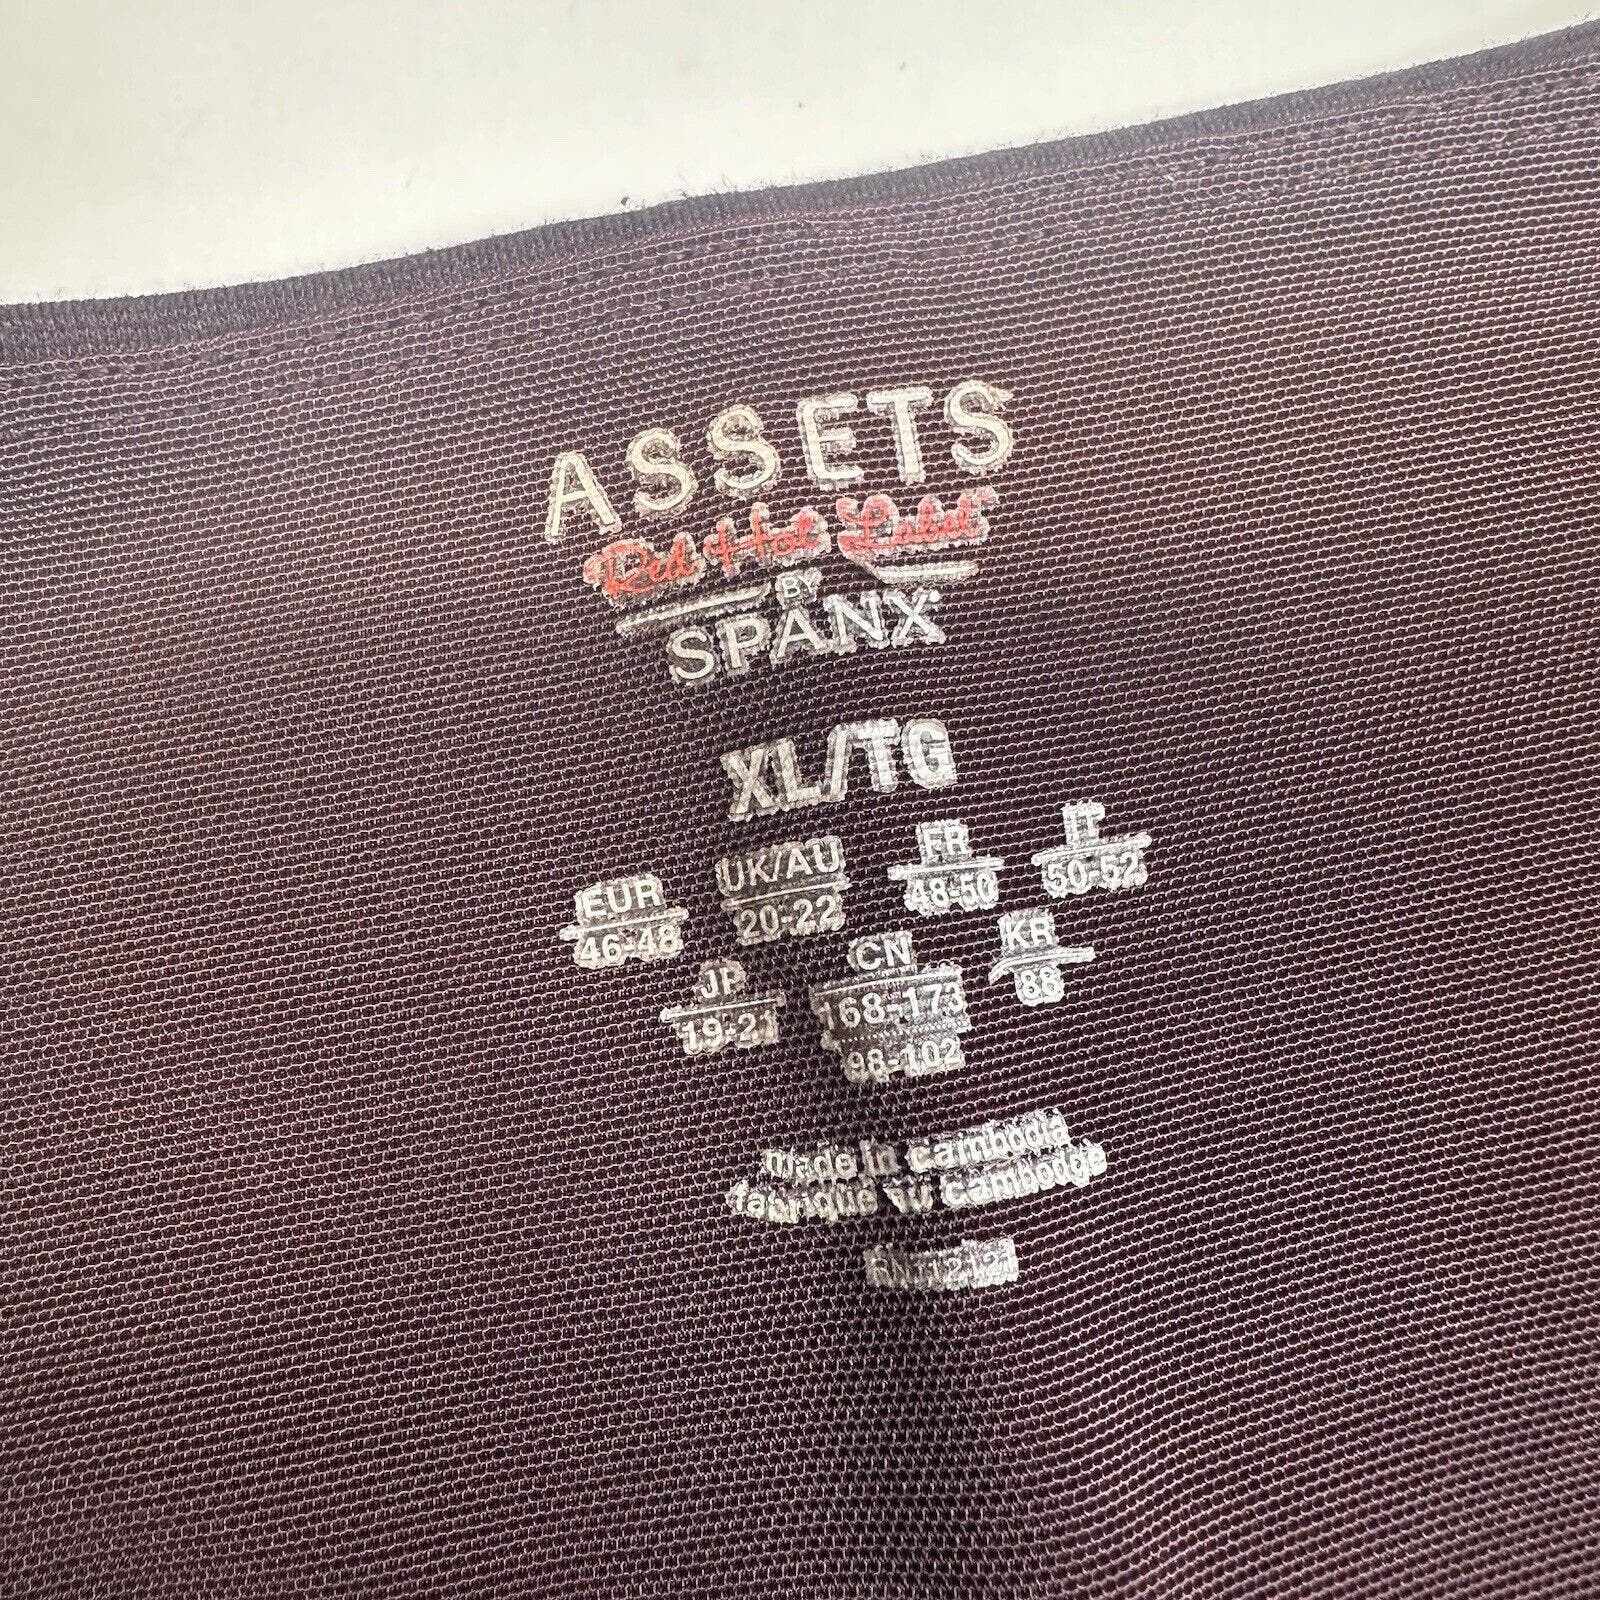 ASSETS
Red Hot Label™
BY
SPANX®
XL/TG
EUR UK/AU FR IT
46-48 20-22 48-50 50-52
JP CN KR
19-21 168-173 88
98-102
made in cambodia
fabriqué au cambodge